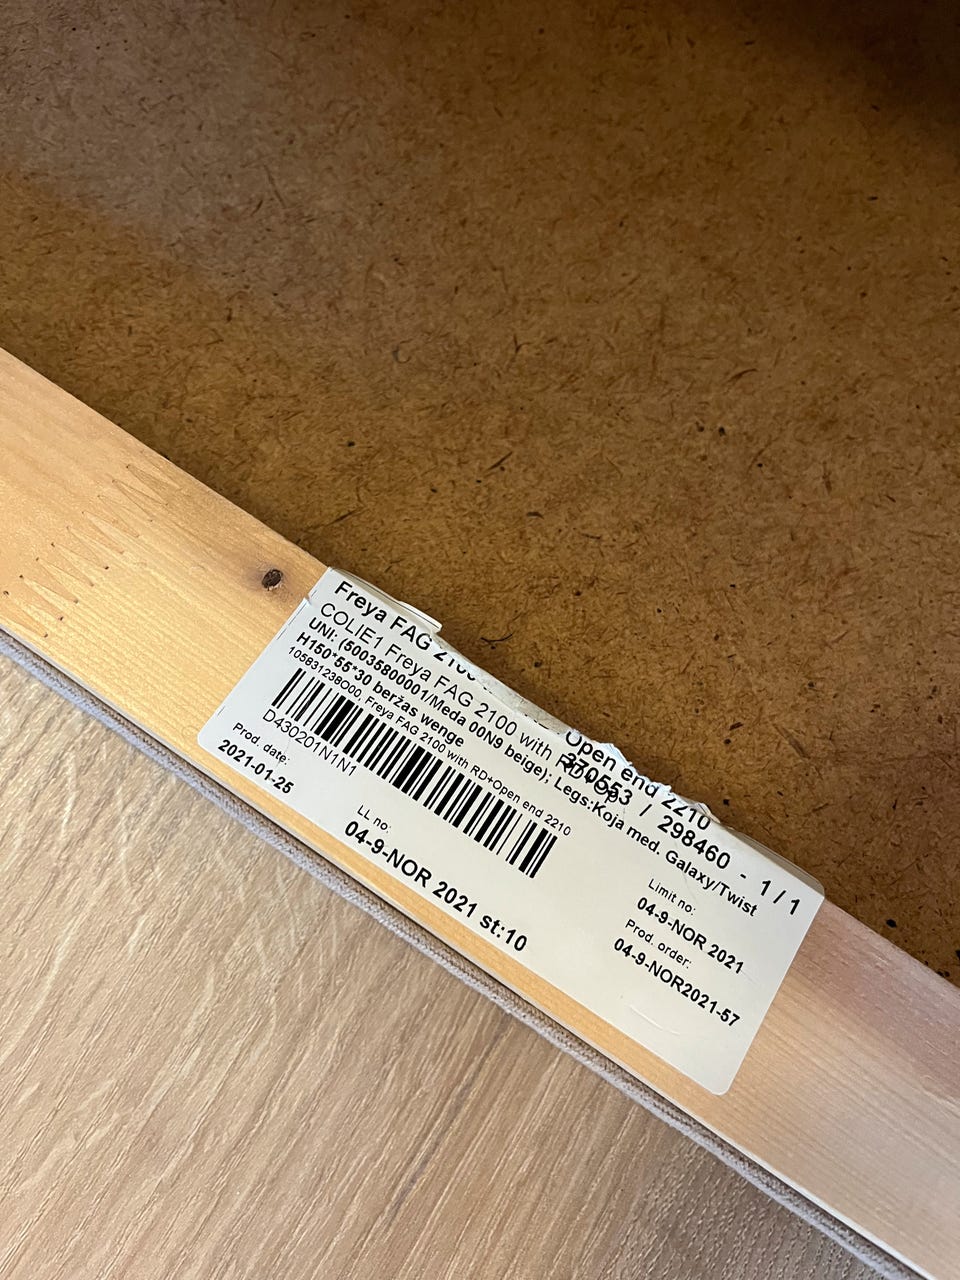 Freya FAG 2100
Open end 2210
COLIE1 Freya FAG 2100 with
370553 / 298460 - 1/1
UNI: (50035800001/Meda 00N9 beige); Legs:Koja med. Galaxy/Twist
H150*55*30 beržas wenge
105831238O00, Freya FAG 2100 with RD+Open end 2210
D430201N1N1
Prod. date:
2021-01-25
LL no:
04-9-NOR 2021 st:10
Limit no:
04-9-NOR 2021
Prod. order:
04-9-NOR2021-57